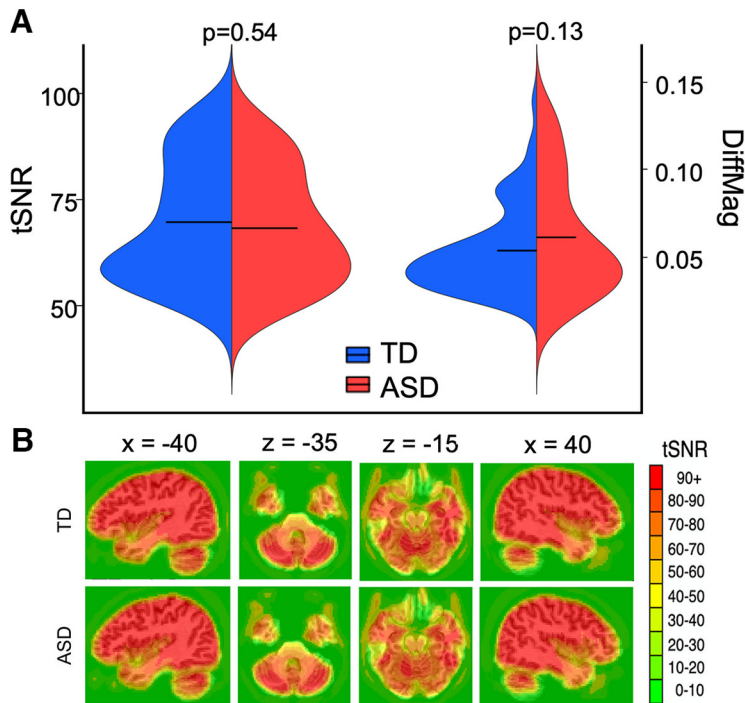 A
p=0.54
p=0.13
tSNR
100
75
50
0.15
0.10
0.05
DiffMag
TD
ASD
B
x = -40
z = -35
z = -15
x = 40
tSNR
TD
ASD
90+
80-90
70-80
60-70
50-60
40-50
30-40
20-30
10-20
0-10